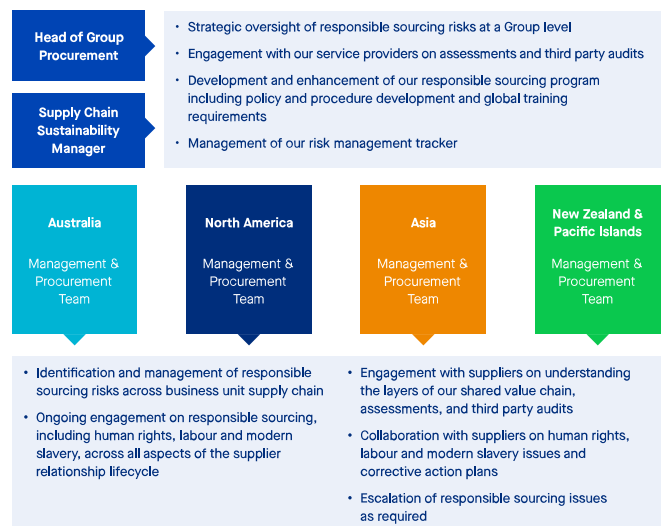 Head of Group
Procurement
Supply Chain
Sustainability
Manager
• Strategic oversight of responsible sourcing risks at a Group level
• Engagement with our service providers on assessments and third party audits
• Development and enhancement of our responsible sourcing program
including policy and procedure development and global training
requirements
• Management of our risk management tracker
Australia
Management &
Procurement
Team
North America
Management &
Procurement
Team
Asia
Management &
Procurement
Team
New Zealand &
Pacific Islands
Management &
Procurement
Team
• Identification and management of responsible
sourcing risks across business unit supply chain
• Ongoing engagement on responsible sourcing,
including human rights, labour and modern
slavery, across all aspects of the supplier
relationship lifecycle
• Engagement with suppliers on understanding
the layers of our shared value chain,
assessments, and third party audits
• Collaboration with suppliers on human rights,
labour and modern slavery issues and
corrective action plans
• Escalation of responsible sourcing issues
as required